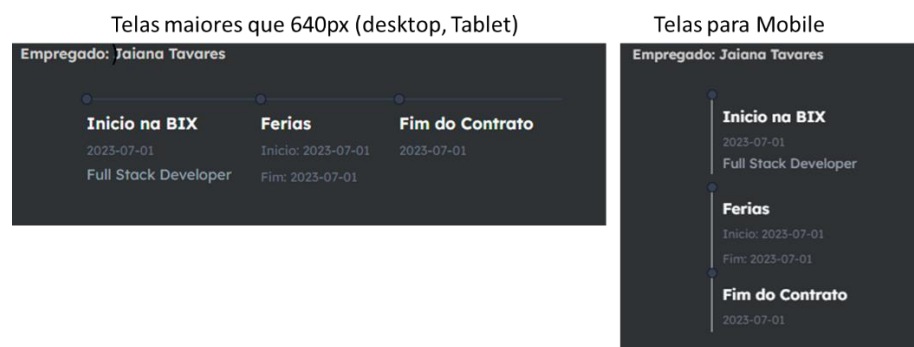 Telas maiores que 640px (desktop, Tablet)
Empregado: Jaiana Tavares
Inicio na BIX
2023-07-01
Full Stack Developer
Ferias
Inicio: 2023-07-01
Fim: 2023-07-01
Fim do Contrato
2023-07-01
Telas para Mobile
Empregado: Jaiana Tavares
Inicio na BIX
2023-07-01
Full Stack Developer
Ferias
Inicio: 2023-07-01
Fim: 2023-07-01
Fim do Contrato
2023-07-01